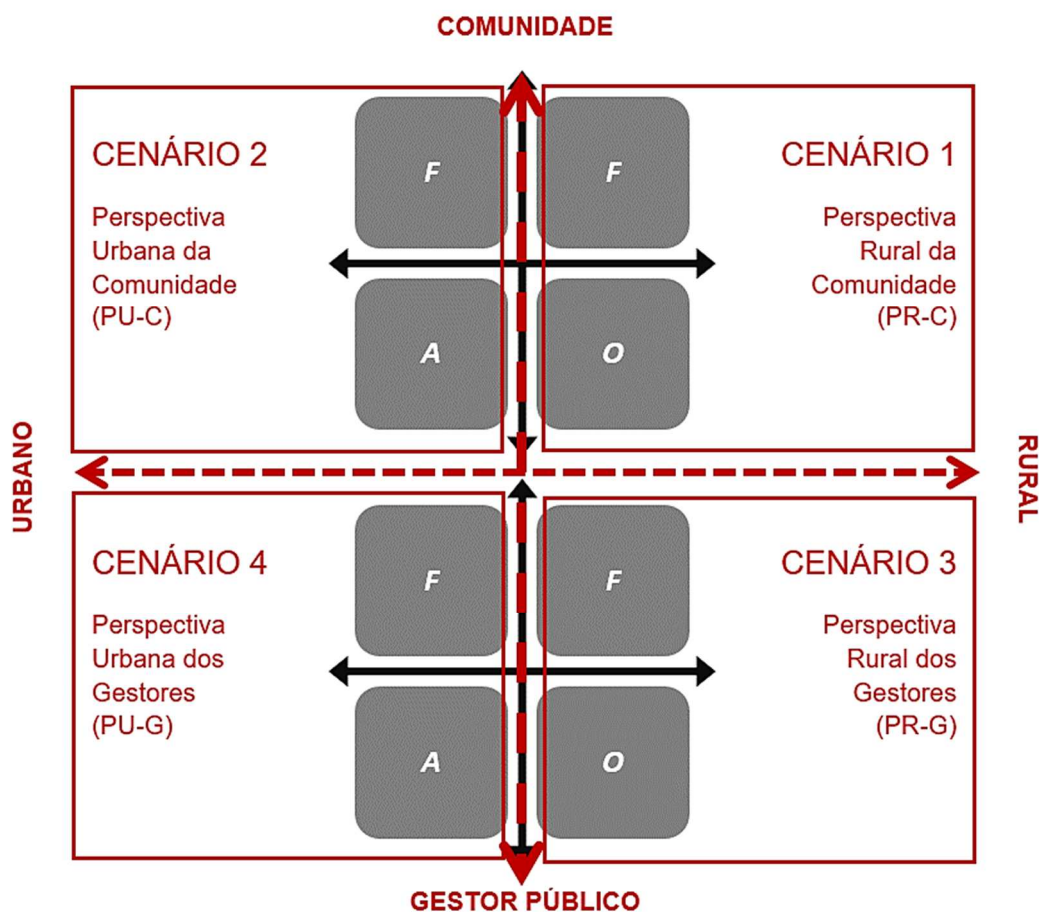 COMUNIDADE
CENÁRIO 2
Perspectiva
Urbana da
Comunidade
(PU-C)
F
F
A
O
CENÁRIO 1
Perspectiva
Rural da
Comunidade
(PR-C)
URBANO
RURAL
CENÁRIO 4
Perspectiva
Urbana dos
Gestores
(PU-G)
F
F
A
O
CENÁRIO 3
Perspectiva
Rural dos
Gestores
(PR-G)
GESTOR PÚBLICO